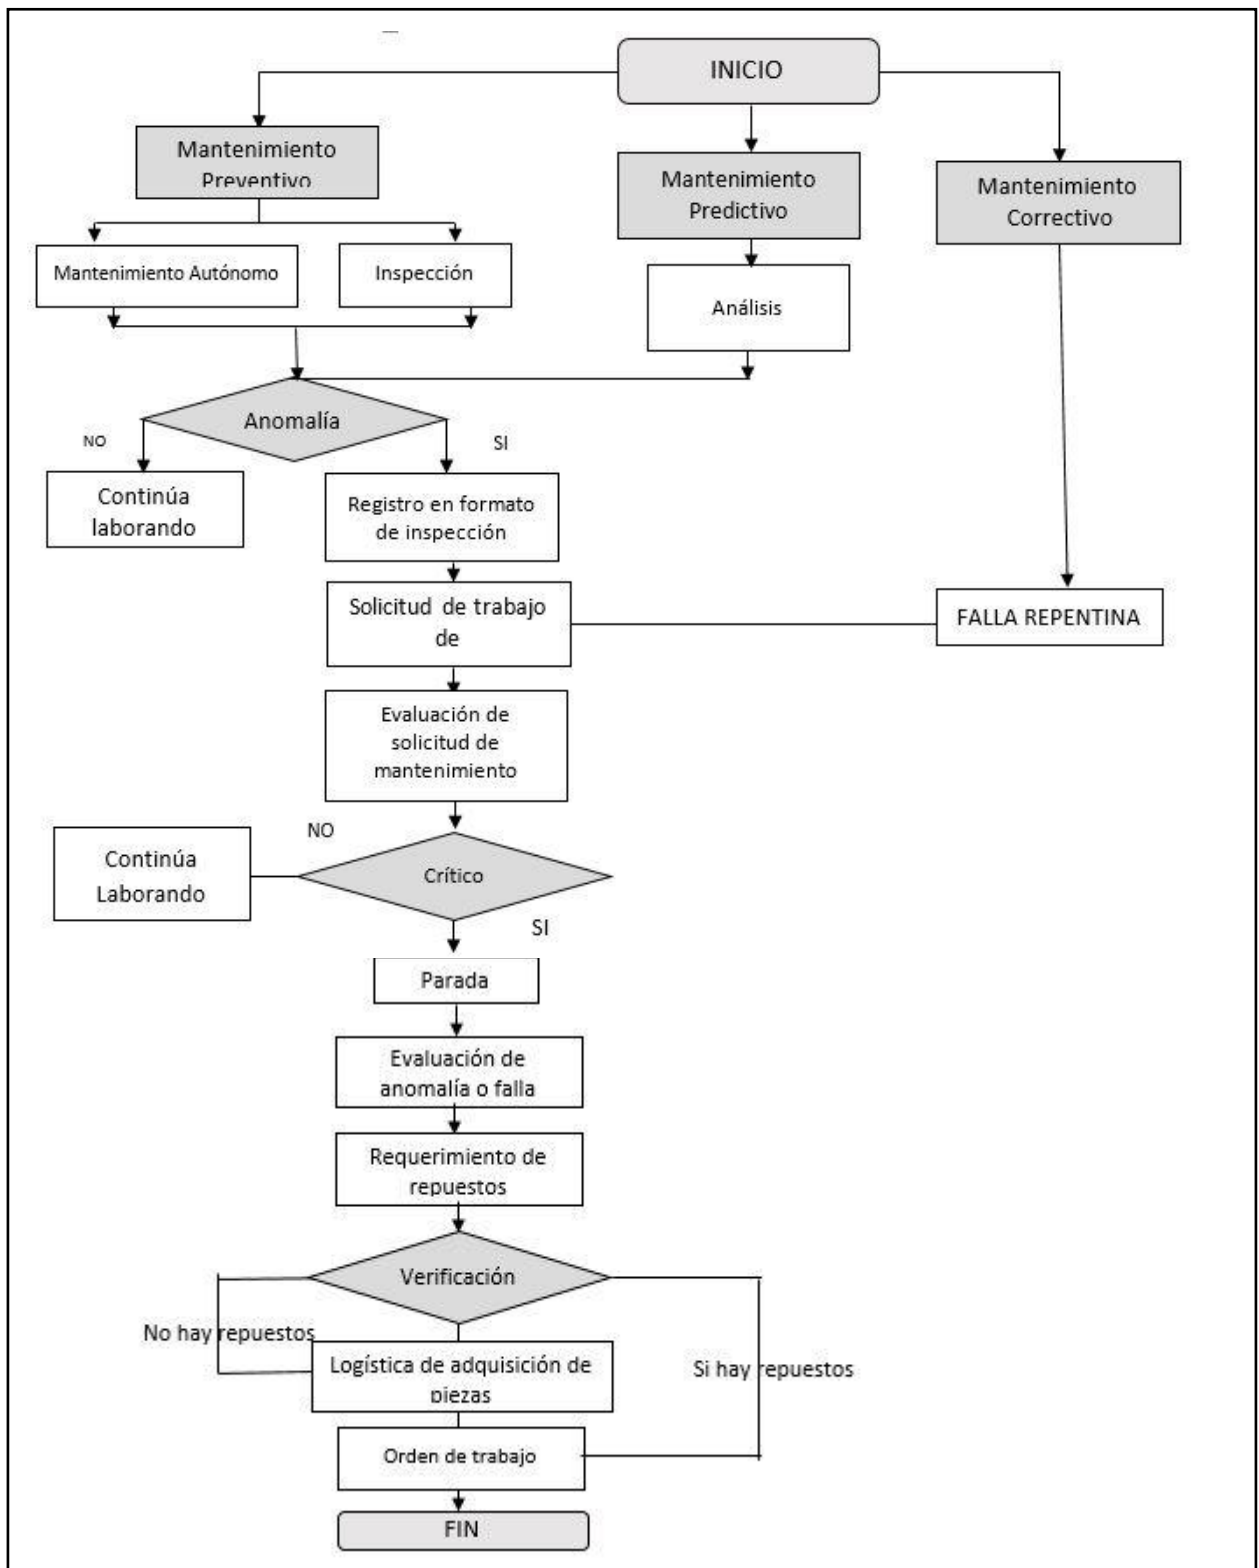 INICIO
Mantenimiento
Preventivo
Mantenimiento
Predictivo
Mantenimiento
Correctivo
Mantenimiento Autónomo
Inspección
Análisis
Anomalía
NO
SI
Continúa
laborando
Registro en formato
de inspección
Solicitud de trabajo
de
FALLA REPENTINA
Evaluación de
solicitud de
mantenimiento
NO
Continúa
Laborando
Crítico
SI
Parada
Evaluación de
anomalía o falla
Requerimiento de
repuestos
Verificación
No hay repuestos
Logística de adquisición de
piezas
Si hay repuestos
Orden de trabajo
FIN